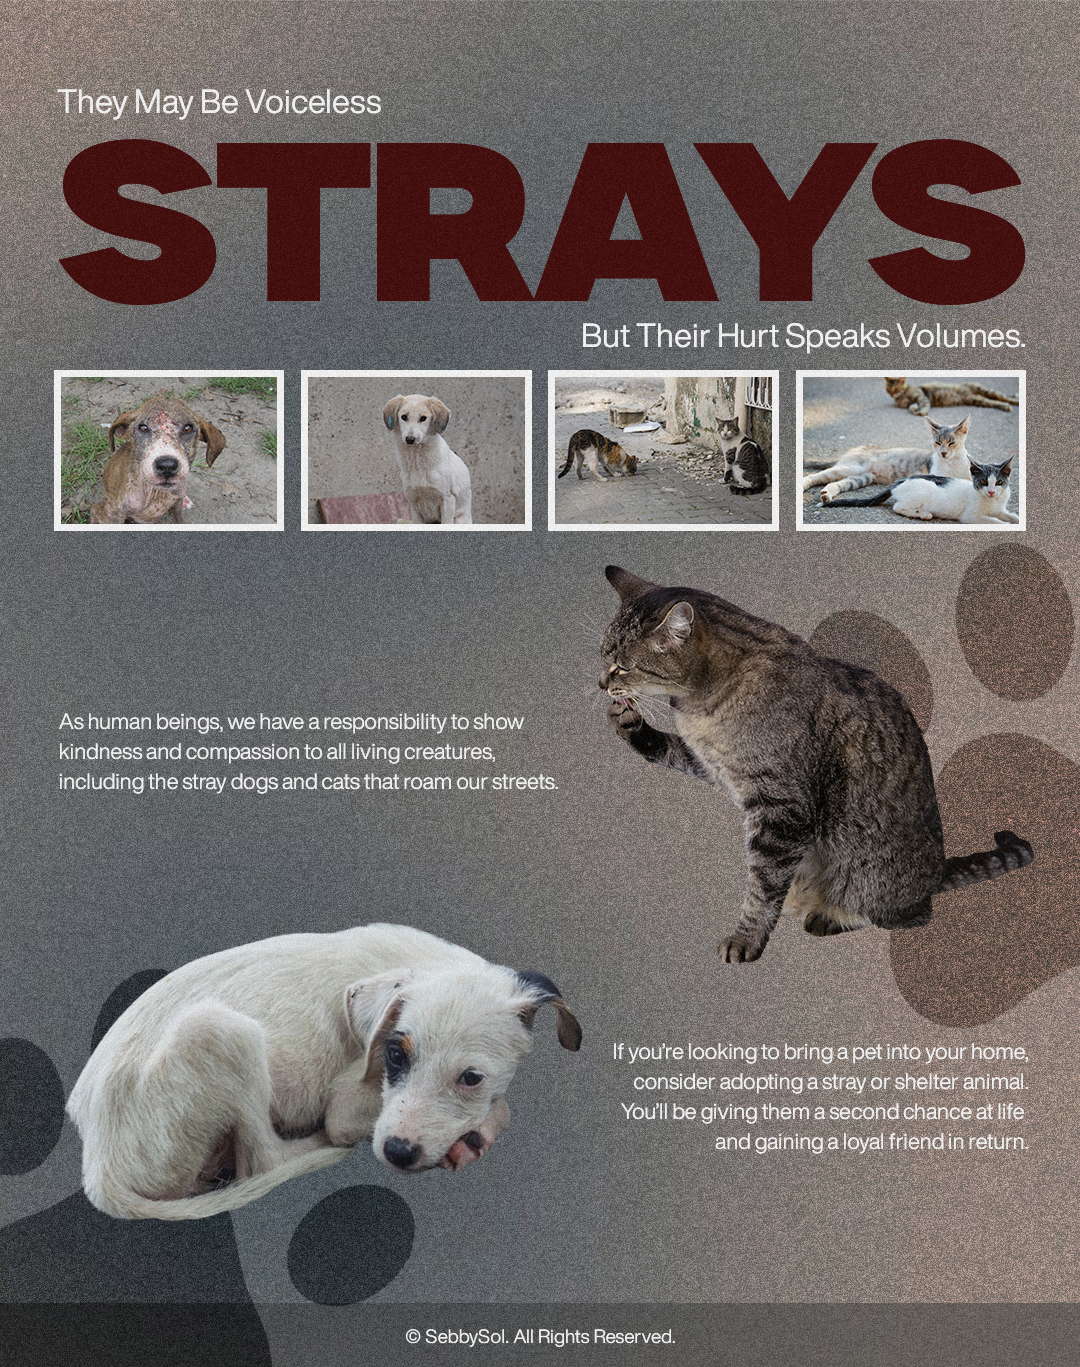 They May Be Voiceless
STRAYS
But Their Hurt Speaks Volumes.
As human beings, we have a responsibility to show
kindness and compassion to all living creatures,
including the stray dogs and cats that roam our streets.
If you're looking to bring a pet into your home,
consider adopting a stray or shelter animal.
You'll be giving them a second chance at life
and gaining a loyal friend in return.
© SebbySol. All Rights Reserved.